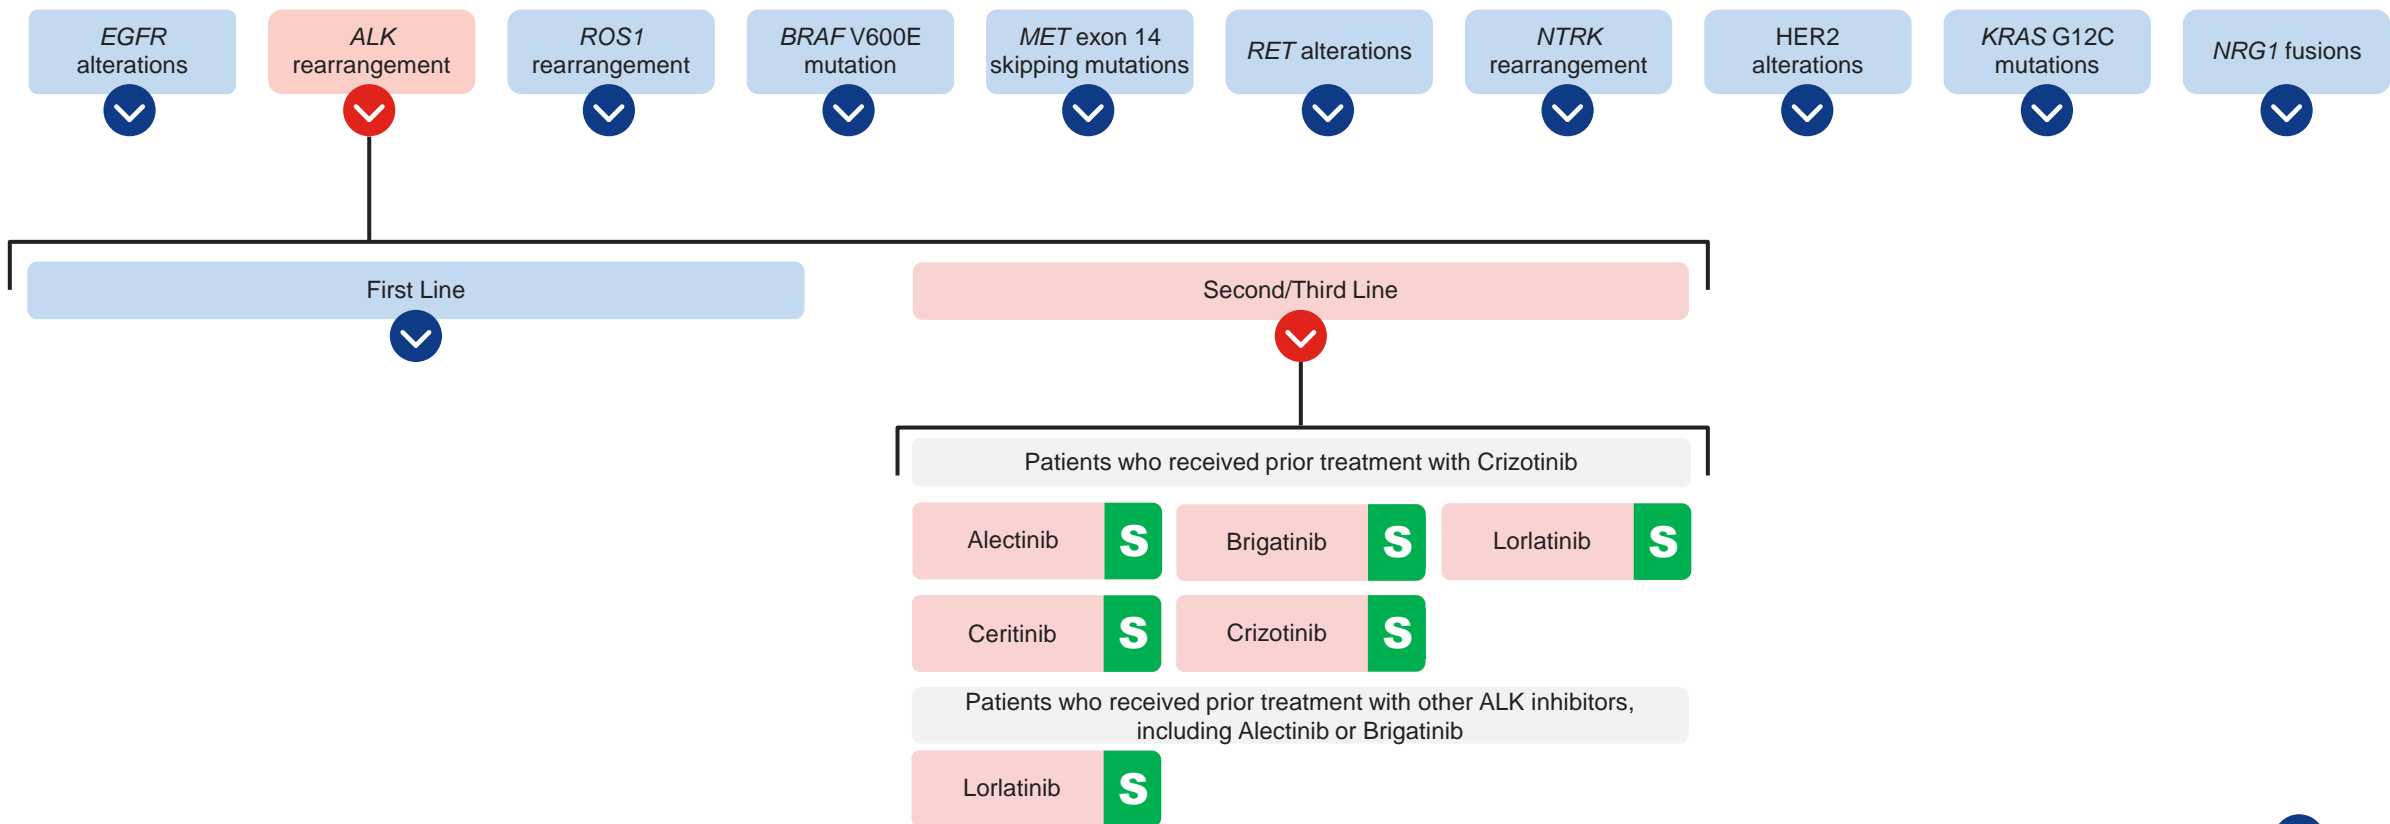 EGFR
alterations
ALK
rearrangement
ROS1
rearrangement
BRAF V600E
mutation
MET exon 14
skipping mutations
RET alterations
NTRK
rearrangement
HER2
alterations
KRAS G12C
mutations
NRG1 fusions
First Line
Second/Third Line
Patients who received prior treatment with Crizotinib
Alectinib S
Brigatinib S
Lorlatinib S
Ceritinib S
Crizotinib S
Patients who received prior treatment with other ALK inhibitors,
including Alectinib or Brigatinib
Lorlatinib S